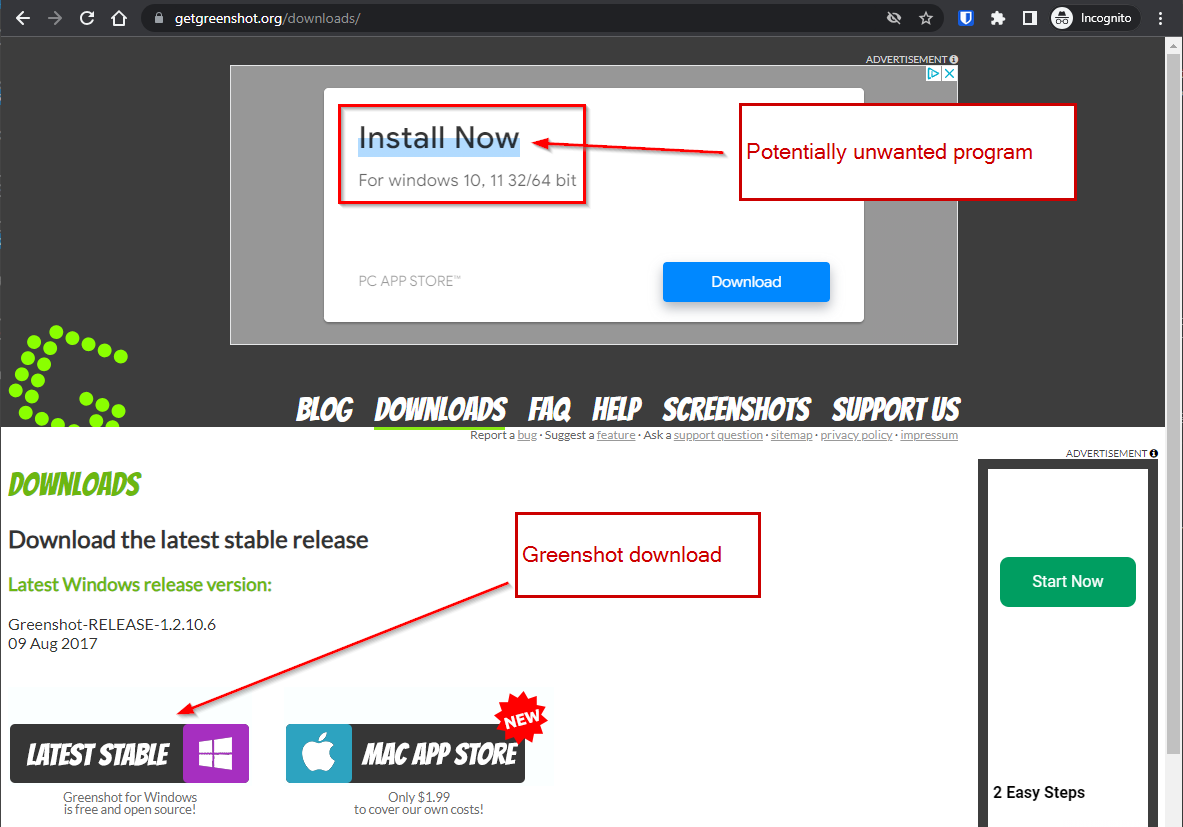 getgreenshot.org/downloads/
Incognito
ADVERTISEMENT
Install Now
For windows 10, 11 32/64 bit
Potentially unwanted program
PC APP STORE™
Download
BLOG DOWNLOADS FAQ HELP SCREENSHOTS SUPPORT US
Report a bug · Suggest a feature · Ask a support question · sitemap · privacy policy · impressum
ADVERTISEMENT
DOWNLOADS
Download the latest stable release
Greenshot download
Latest Windows release version:
Start Now
Greenshot-RELEASE-1.2.10.6
09 Aug 2017
NEW
LATEST STABLE
MAC APP STORE
Greenshot for Windows
is free and open source!
Only $1.99
to cover our own costs!
2 Easy Steps